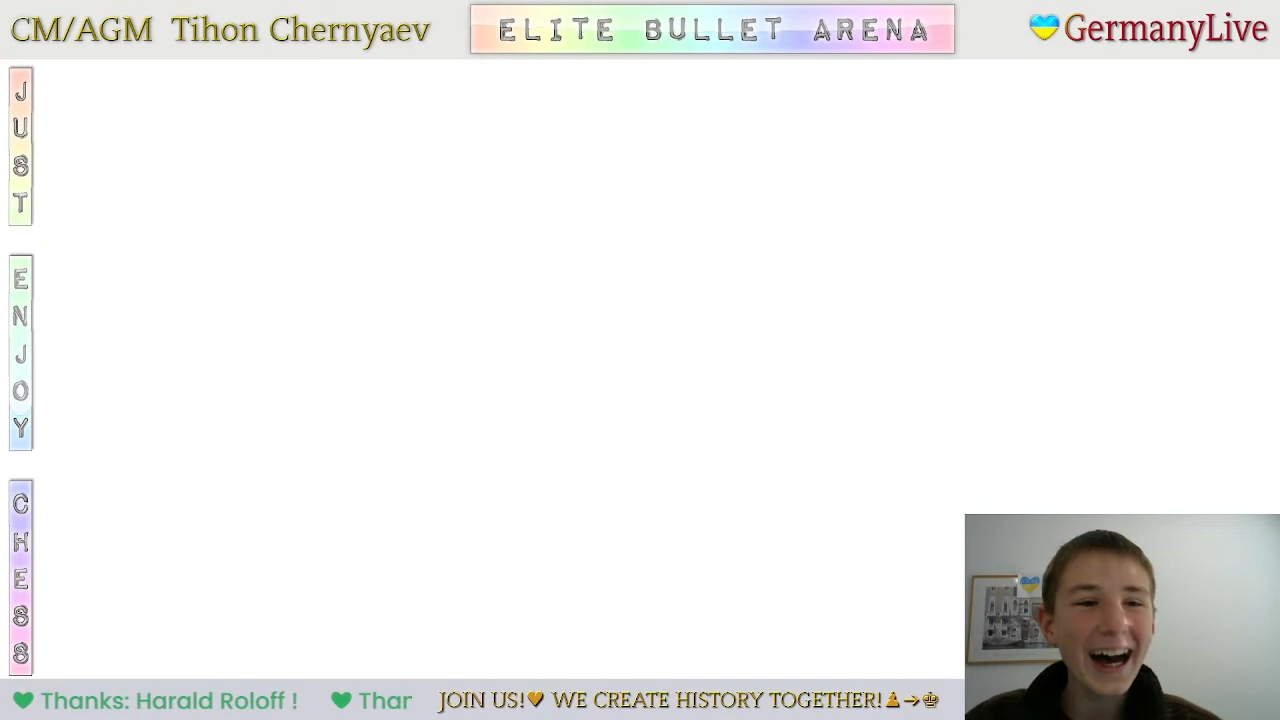 CM/AGM Tihon Chernyaev
ELITE BULLET ARENA
GermanyLive
JUST
ENJOY
CHESS
Thanks: Harald Roloff !
Thar
JOIN US! WE CREATE HISTORY TOGETHER!